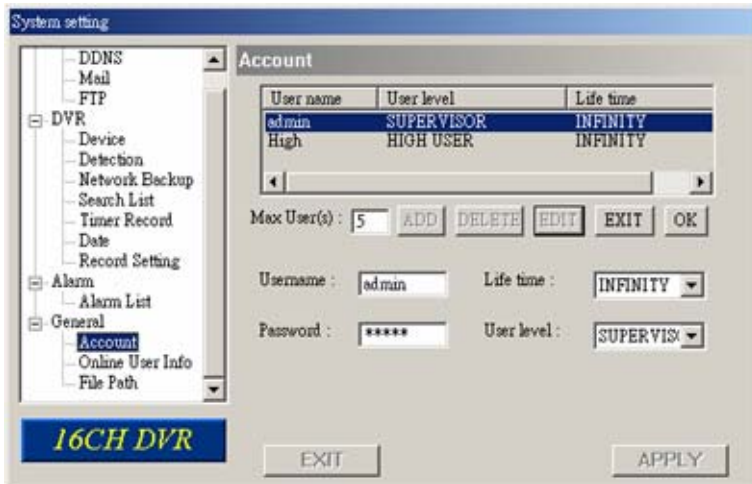 System setting
DDNS
Mail
FTP
DVR
Device
Detection
Network Backup
Search List
Timer Record
Date
Record Setting
Alarm
Alarm List
General
Account
Online User Info
File Path
16CH DVR
Account
User name User level Life time
admin SUPERVISOR INFINITY
High HIGH USER INFINITY
Max User(s) : 5 ADD DELETE EDIT EXIT OK
Username : admin Life time : INFINITY
Password : ***** User level : SUPERVIS
EXIT APPLY